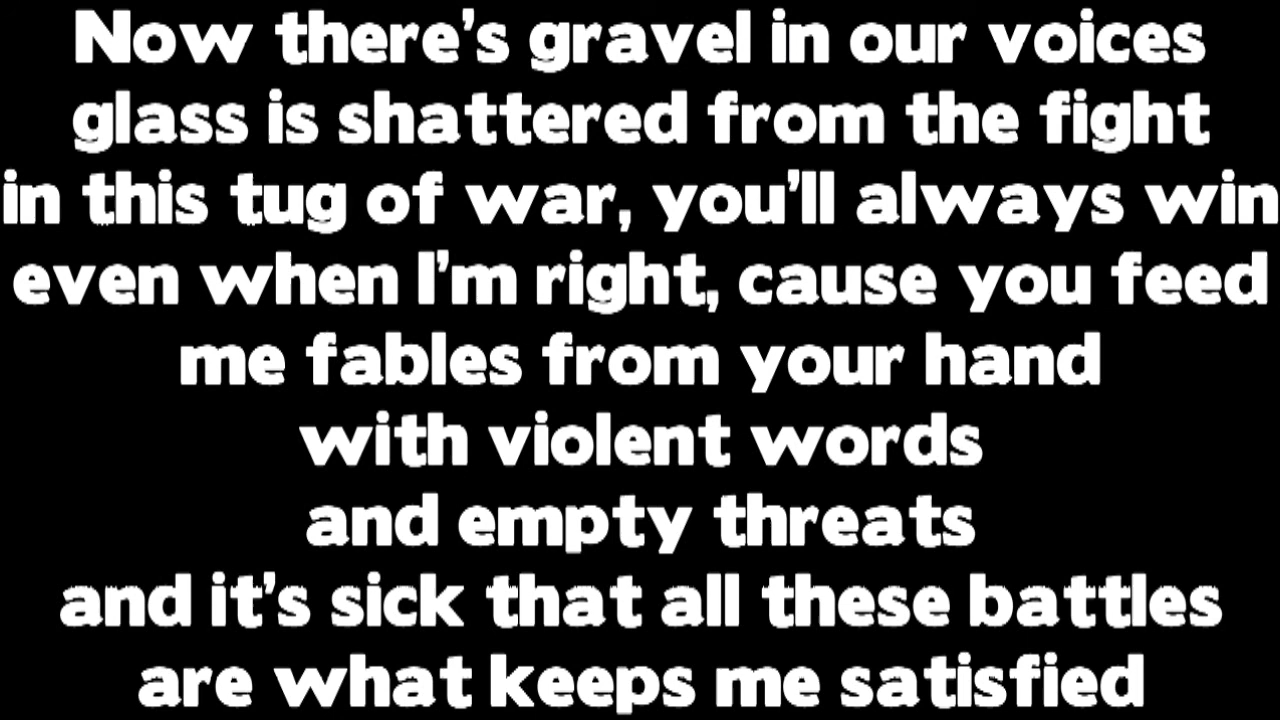 Now there's gravel in our voices
glass is shattered from the fight
in this tug of war, you'll always win
even when I'm right, cause you feed
me fables from your hand
with violent words
and empty threats
and it's sick that all these battles
are what keeps me satisfied